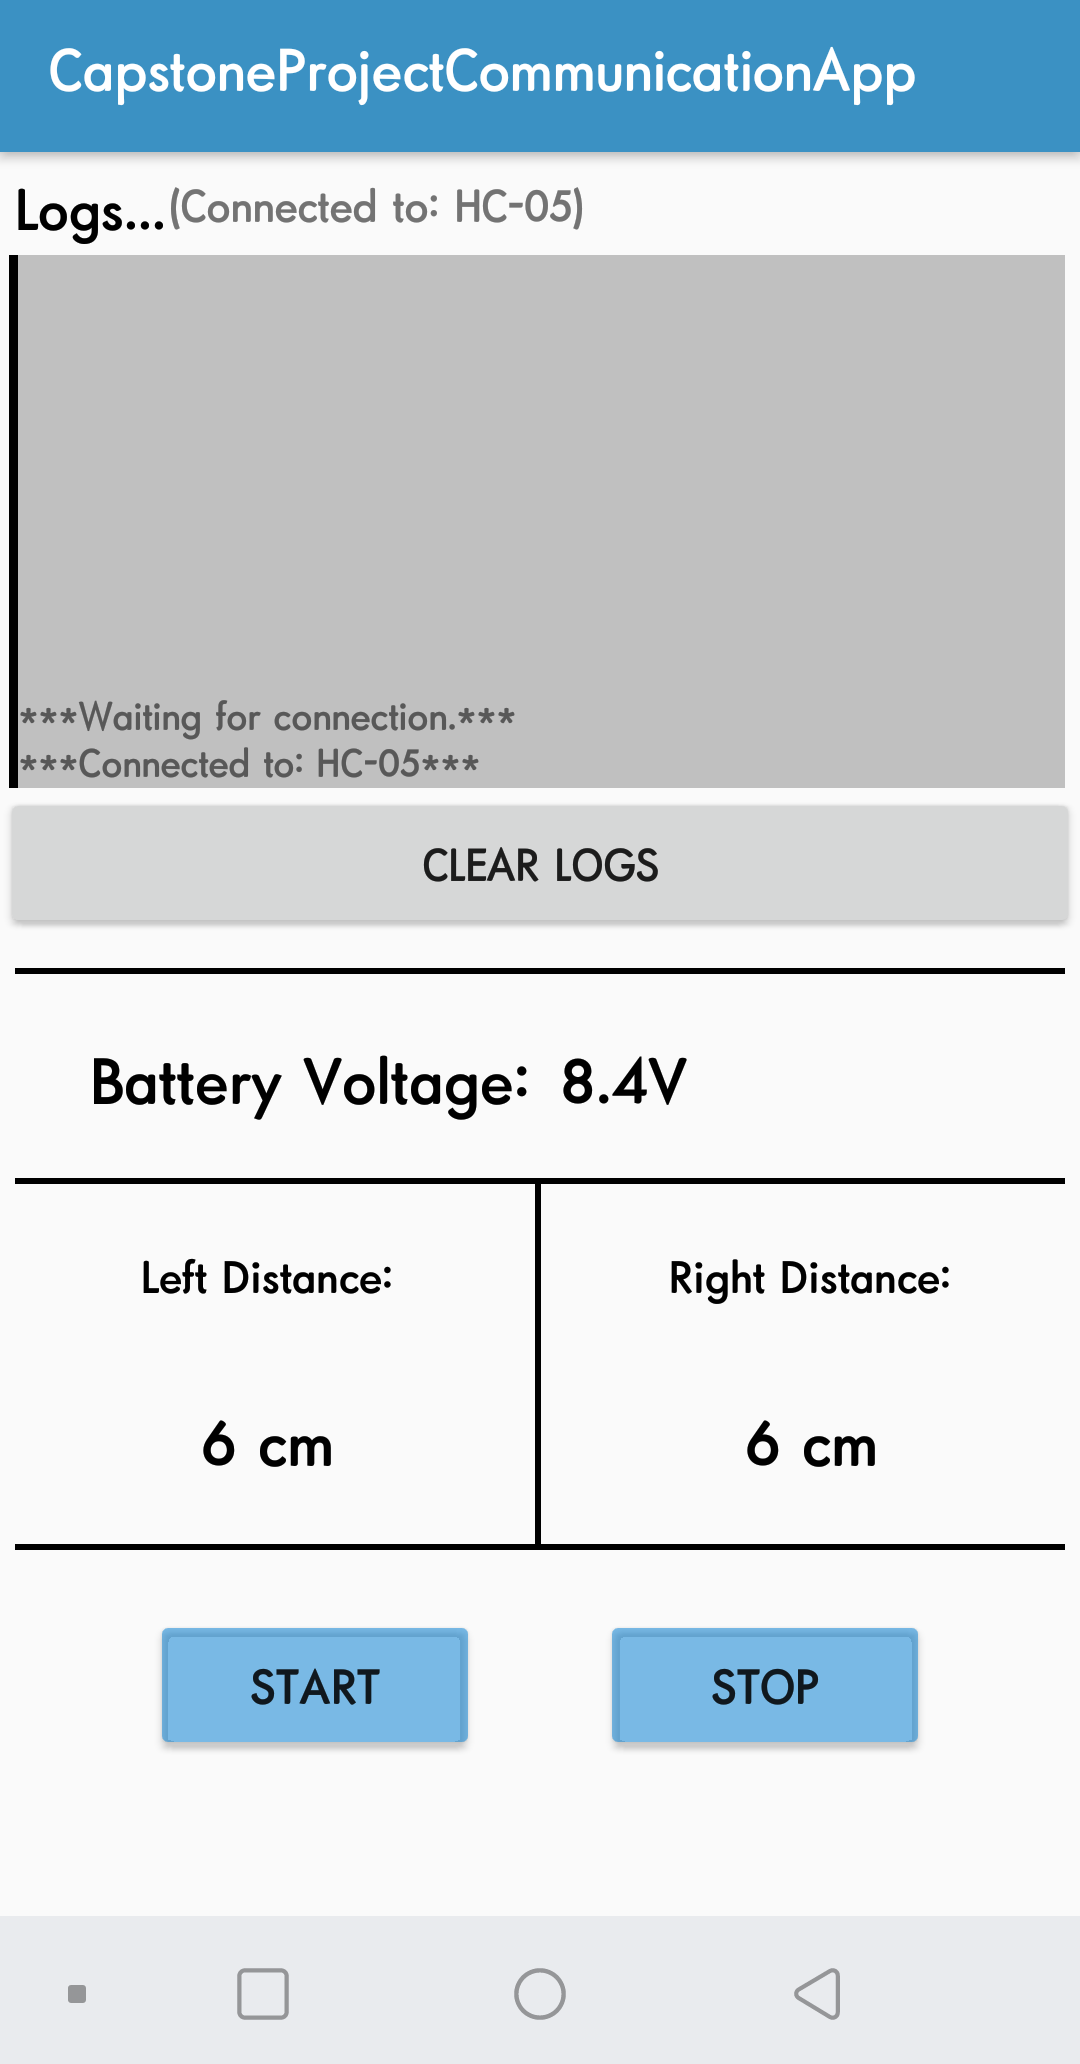 CapstoneProjectCommunicationApp
Logs...(Connected to: HC-05)
***Waiting for connection.***
***Connected to: HC-05***
CLEAR LOGS
Battery Voltage: 8.4V
Left Distance:
Right Distance:
6 cm
6 cm
START
STOP